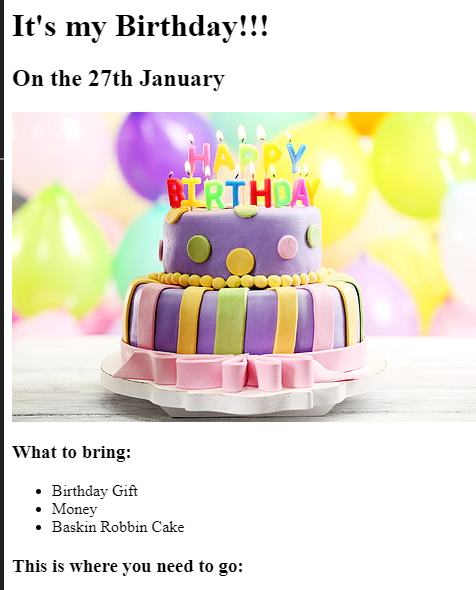 It's my Birthday!!!
On the 27th January
HAPPY
BIRTHDAY
What to bring:
Birthday Gift
Money
Baskin Robbin Cake
This is where you need to go: